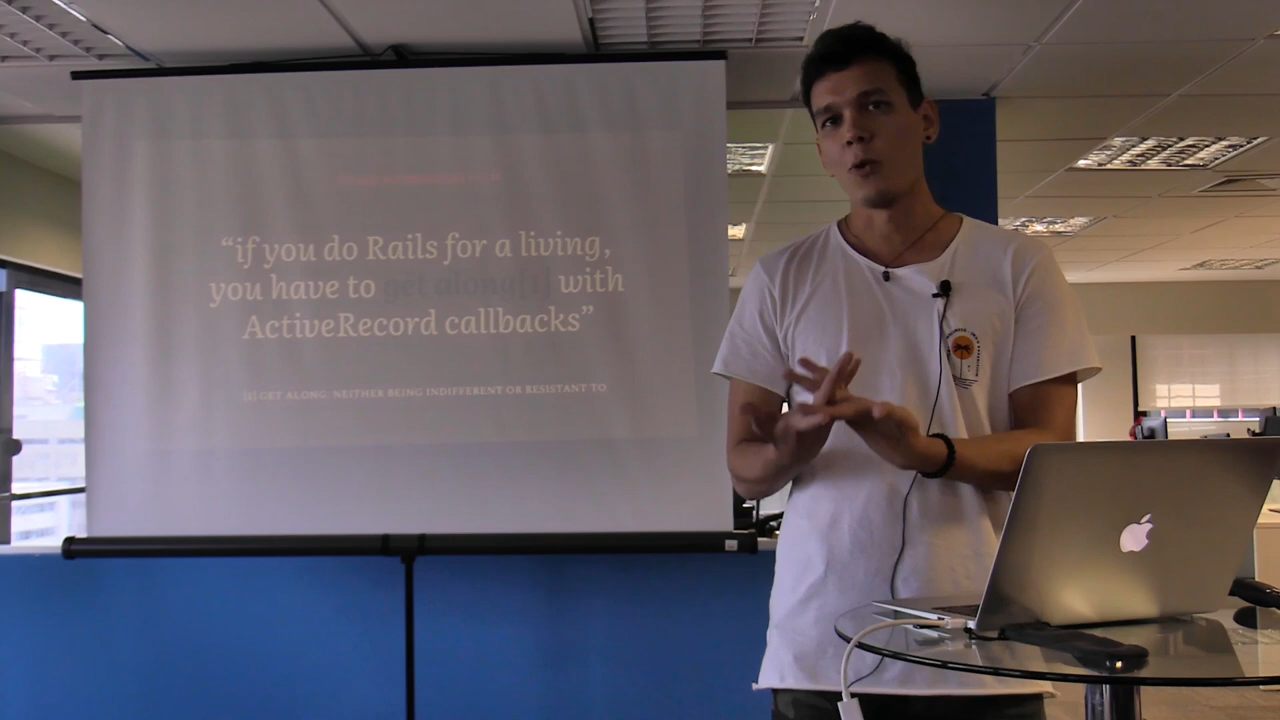 “if you do Rails for a living,
you have to get along[1] with
ActiveRecord callbacks”
[1] GET ALONG: NEITHER BEING INDIFFERENT OR RESISTANT TO